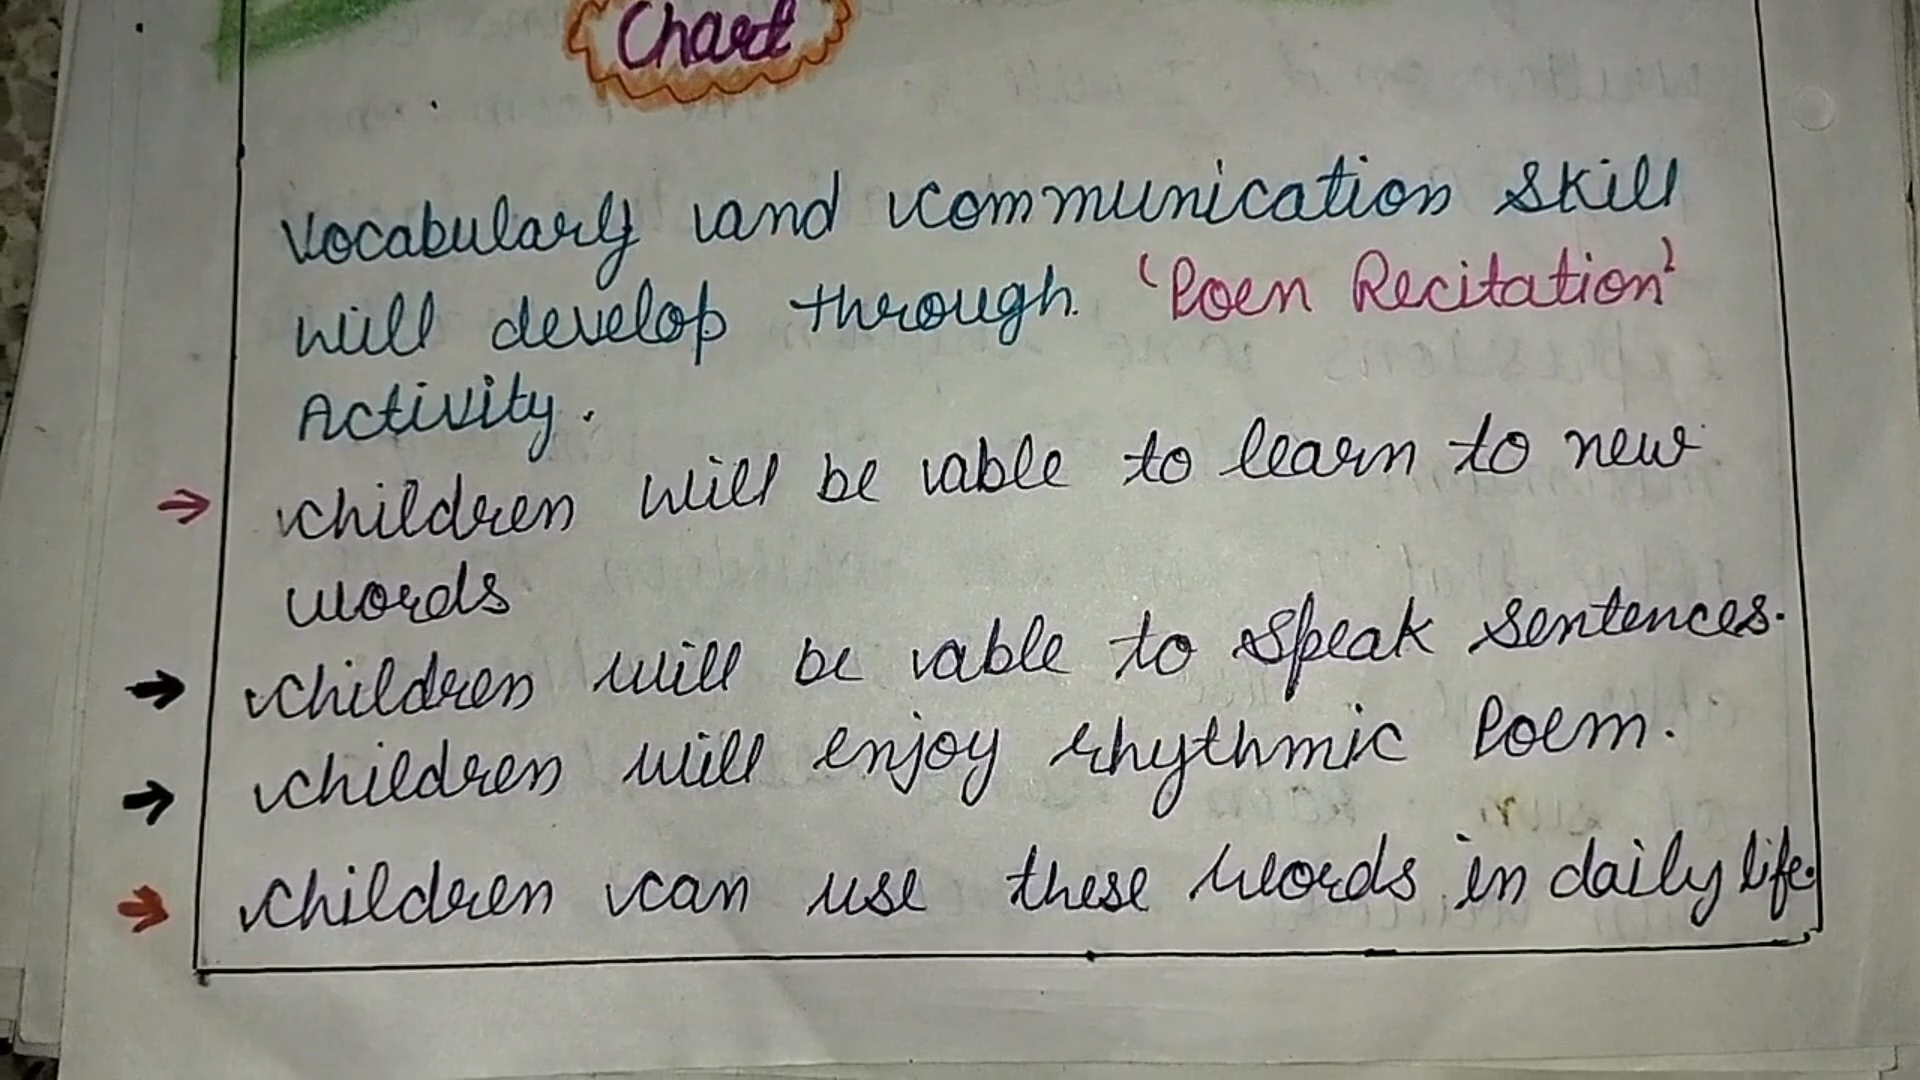 Chart
Vocabulary and communication skill
will develop through 'Poen Recitation'
Activity.
→ children will be able to learn to new
words
→ children will be able to speak sentences.
→ children will enjoy rhythmic Poem.
→ children can use these words in daily life.